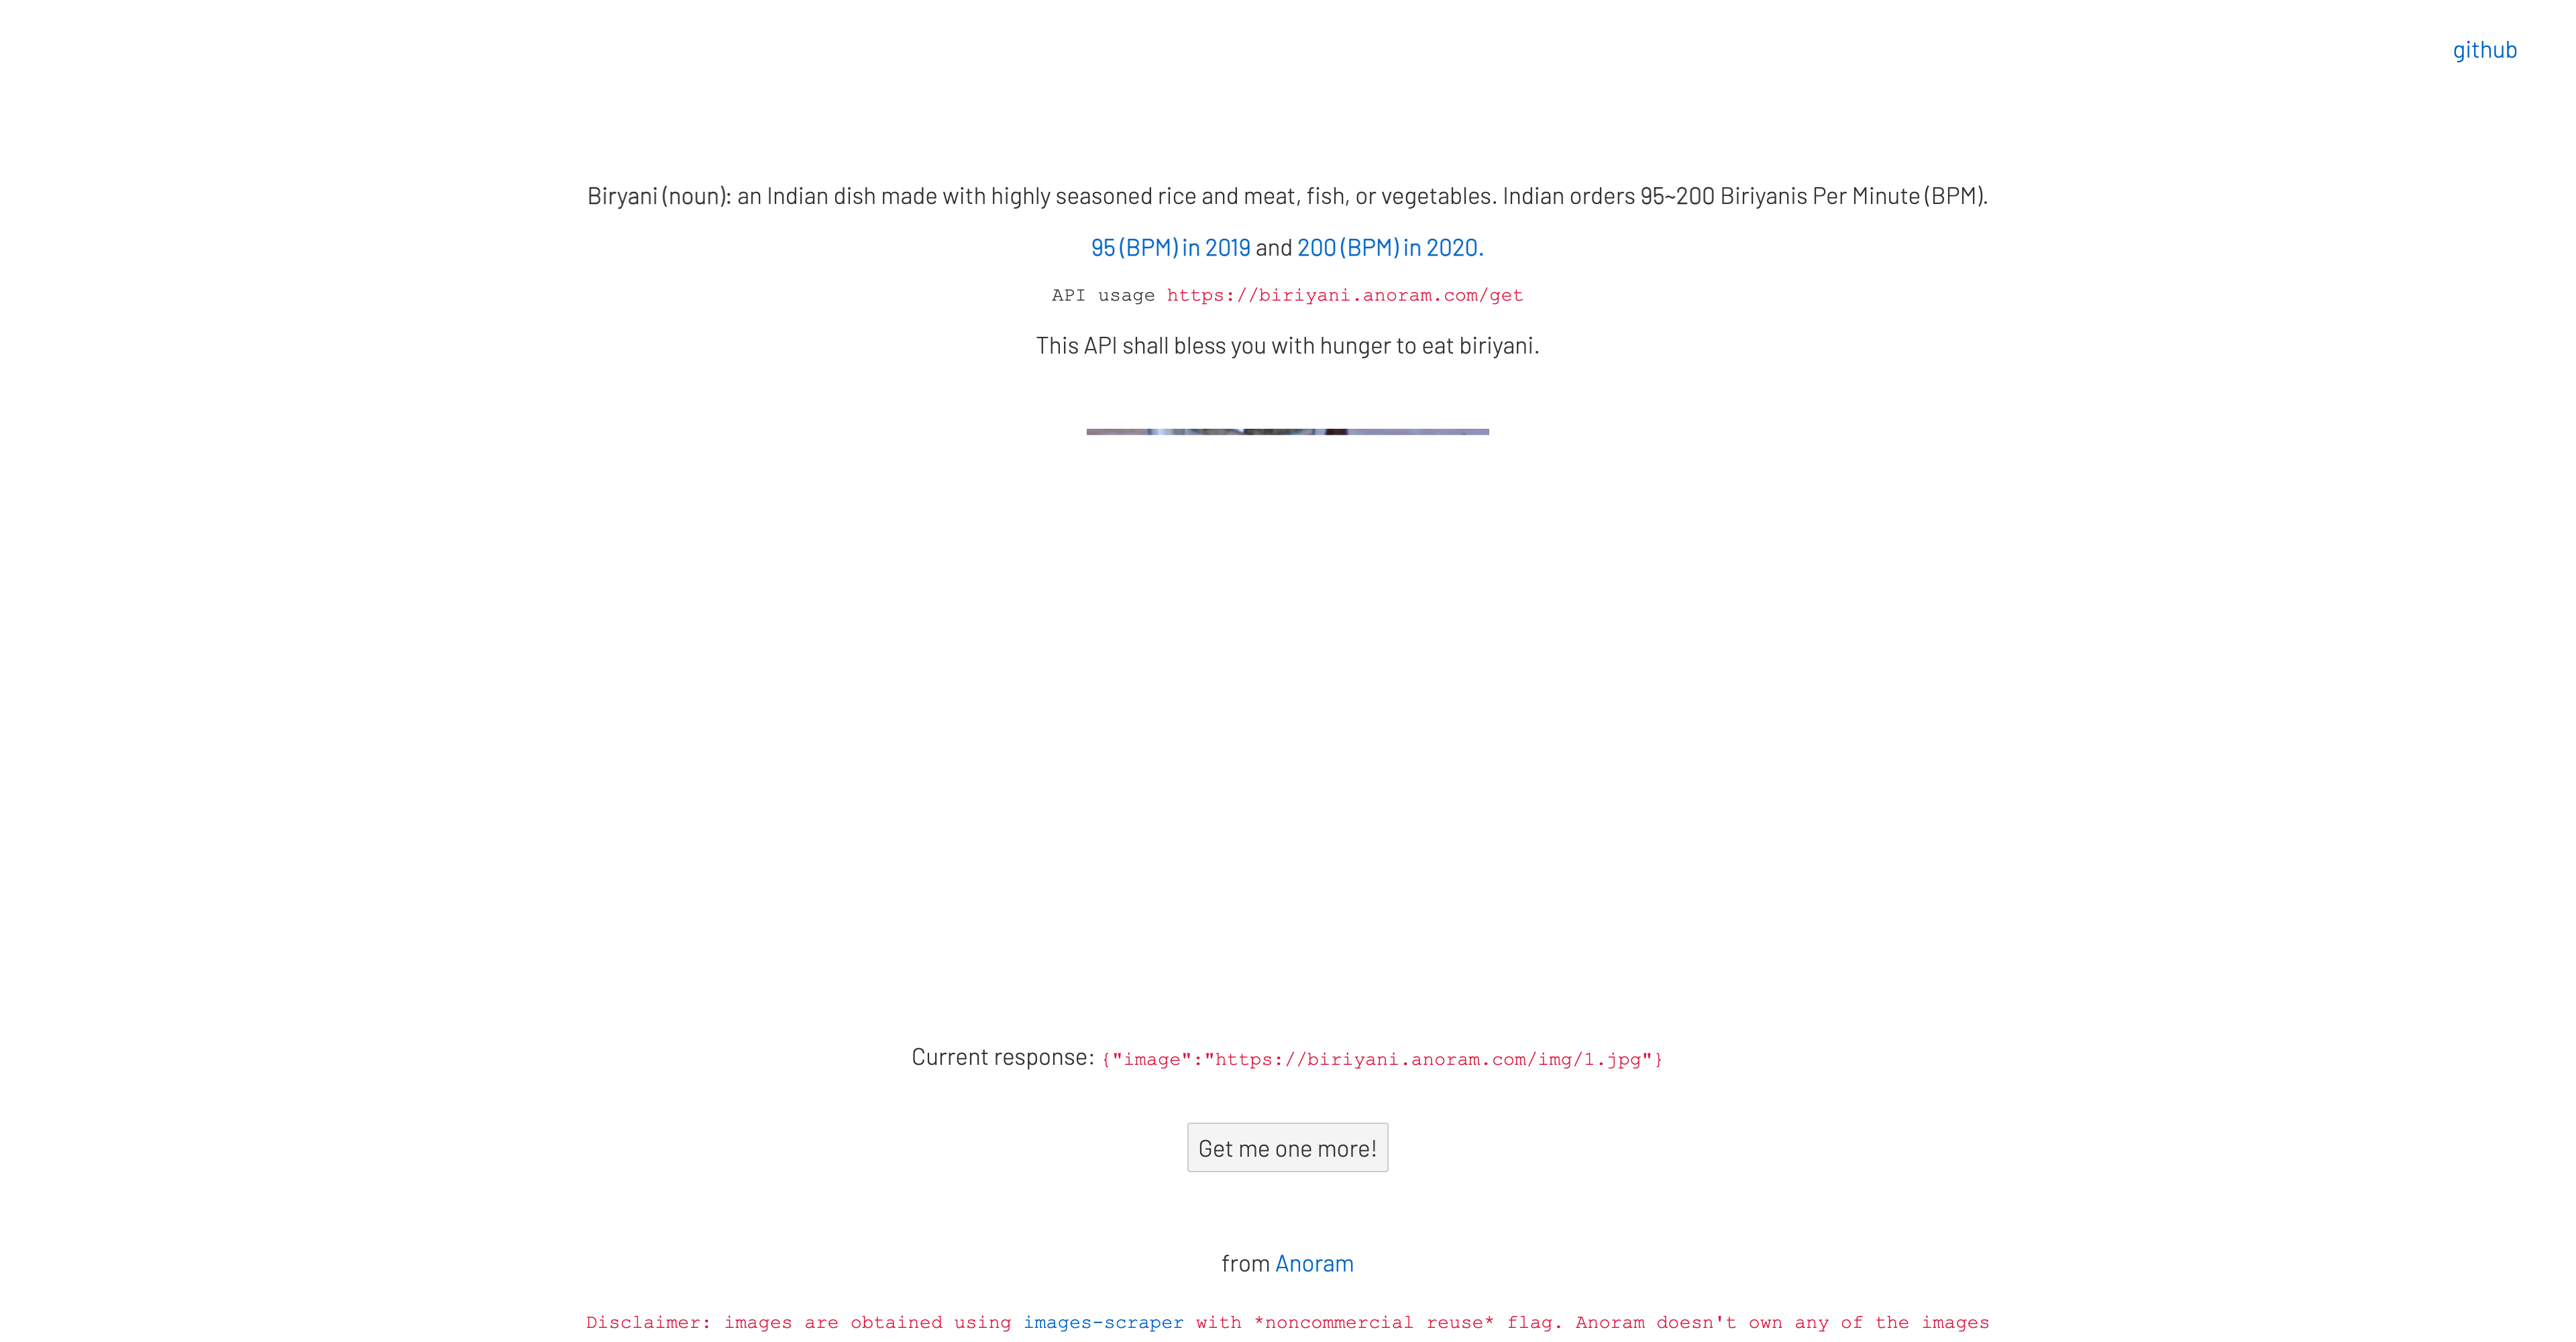 github
Biryani (noun): an Indian dish made with highly seasoned rice and meat, fish, or vegetables. Indian orders 95~200 Biriyanis Per Minute (BPM).
95 (BPM) in 2019 and 200 (BPM) in 2020.
API usage https://biriyani.anoram.com/get
This API shall bless you with hunger to eat biriyani.
Current response: {"image":"https://biriyani.anoram.com/img/1.jpg"}
Get me one more!
from Anoram
Disclaimer: images are obtained using images-scraper with *noncommercial reuse* flag. Anoram doesn't own any of the images